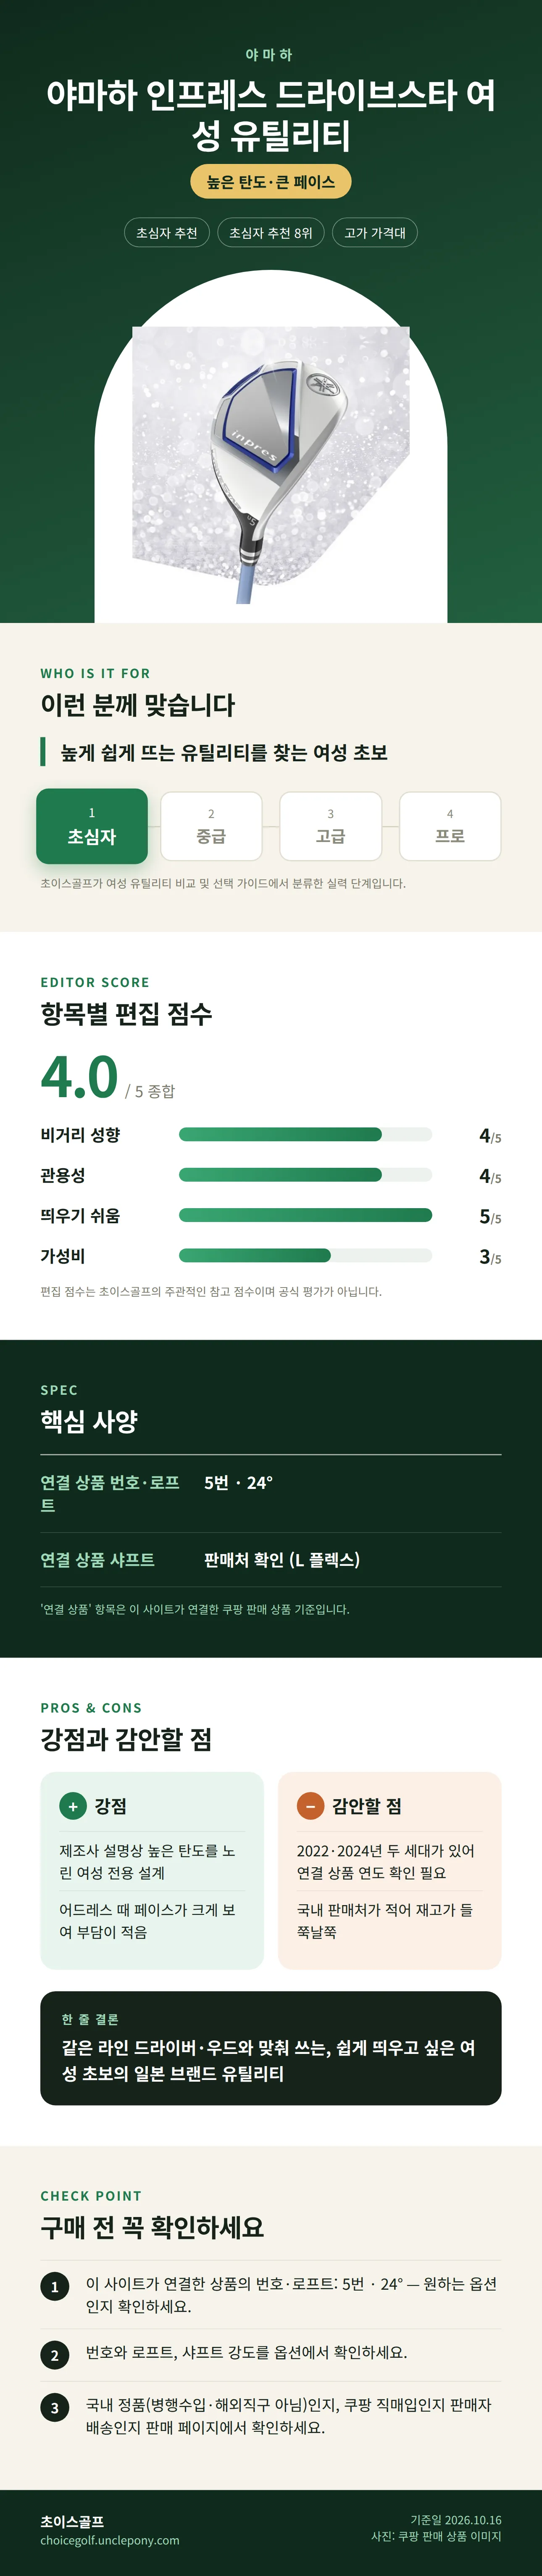 야마하
야마하 인프레스 드라이브스타 여
성 유틸리티
높은 탄도·큰 페이스
초심자 추천
초심자 추천 8위
고가 가격대
inpres
U5
WHO IS IT FOR
이런 분께 맞습니다
높게 쉽게 뜨는 유틸리티를 찾는 여성 초보
1
초심자
2
중급
3
고급
4
프로
초이스골프가 여성 유틸리티 비교 및 선택 가이드에서 분류한 실력 단계입니다.
EDITOR SCORE
항목별 편집 점수
4.0 / 5 종합
비거리 성향 4/5
관용성 4/5
띄우기 쉬움 5/5
가성비 3/5
편집 점수는 초이스골프의 주관적인 참고 점수이며 공식 평가가 아닙니다.
SPEC
핵심 사양
연결 상품 번호·로프
트
5번 · 24°
연결 상품 샤프트
판매처 확인 (L 플렉스)
'연결 상품' 항목은 이 사이트가 연결한 쿠팡 판매 상품 기준입니다.
PROS & CONS
강점과 감안할 점
+ 강점
제조사 설명상 높은 탄도를 노
린 여성 전용 설계
어드레스 때 페이스가 크게 보
여 부담이 적음
− 감안할 점
2022·2024년 두 세대가 있어
연결 상품 연도 확인 필요
국내 판매처가 적어 재고가 들
쭉날쭉
한 줄 결론
같은 라인 드라이버·우드와 맞춰 쓰는, 쉽게 띄우고 싶은 여
성 초보의 일본 브랜드 유틸리티
CHECK POINT
구매 전 꼭 확인하세요
1
이 사이트가 연결한 상품의 번호·로프트: 5번 · 24° — 원하는 옵션
인지 확인하세요.
2
번호와 로프트, 샤프트 강도를 옵션에서 확인하세요.
3
국내 정품(병행수입·해외직구 아님)인지, 쿠팡 직매입인지 판매자
배송인지 판매 페이지에서 확인하세요.
초이스골프
choicegolf.unclepony.com
기준일 2026.10.16
사진: 쿠팡 판매 상품 이미지